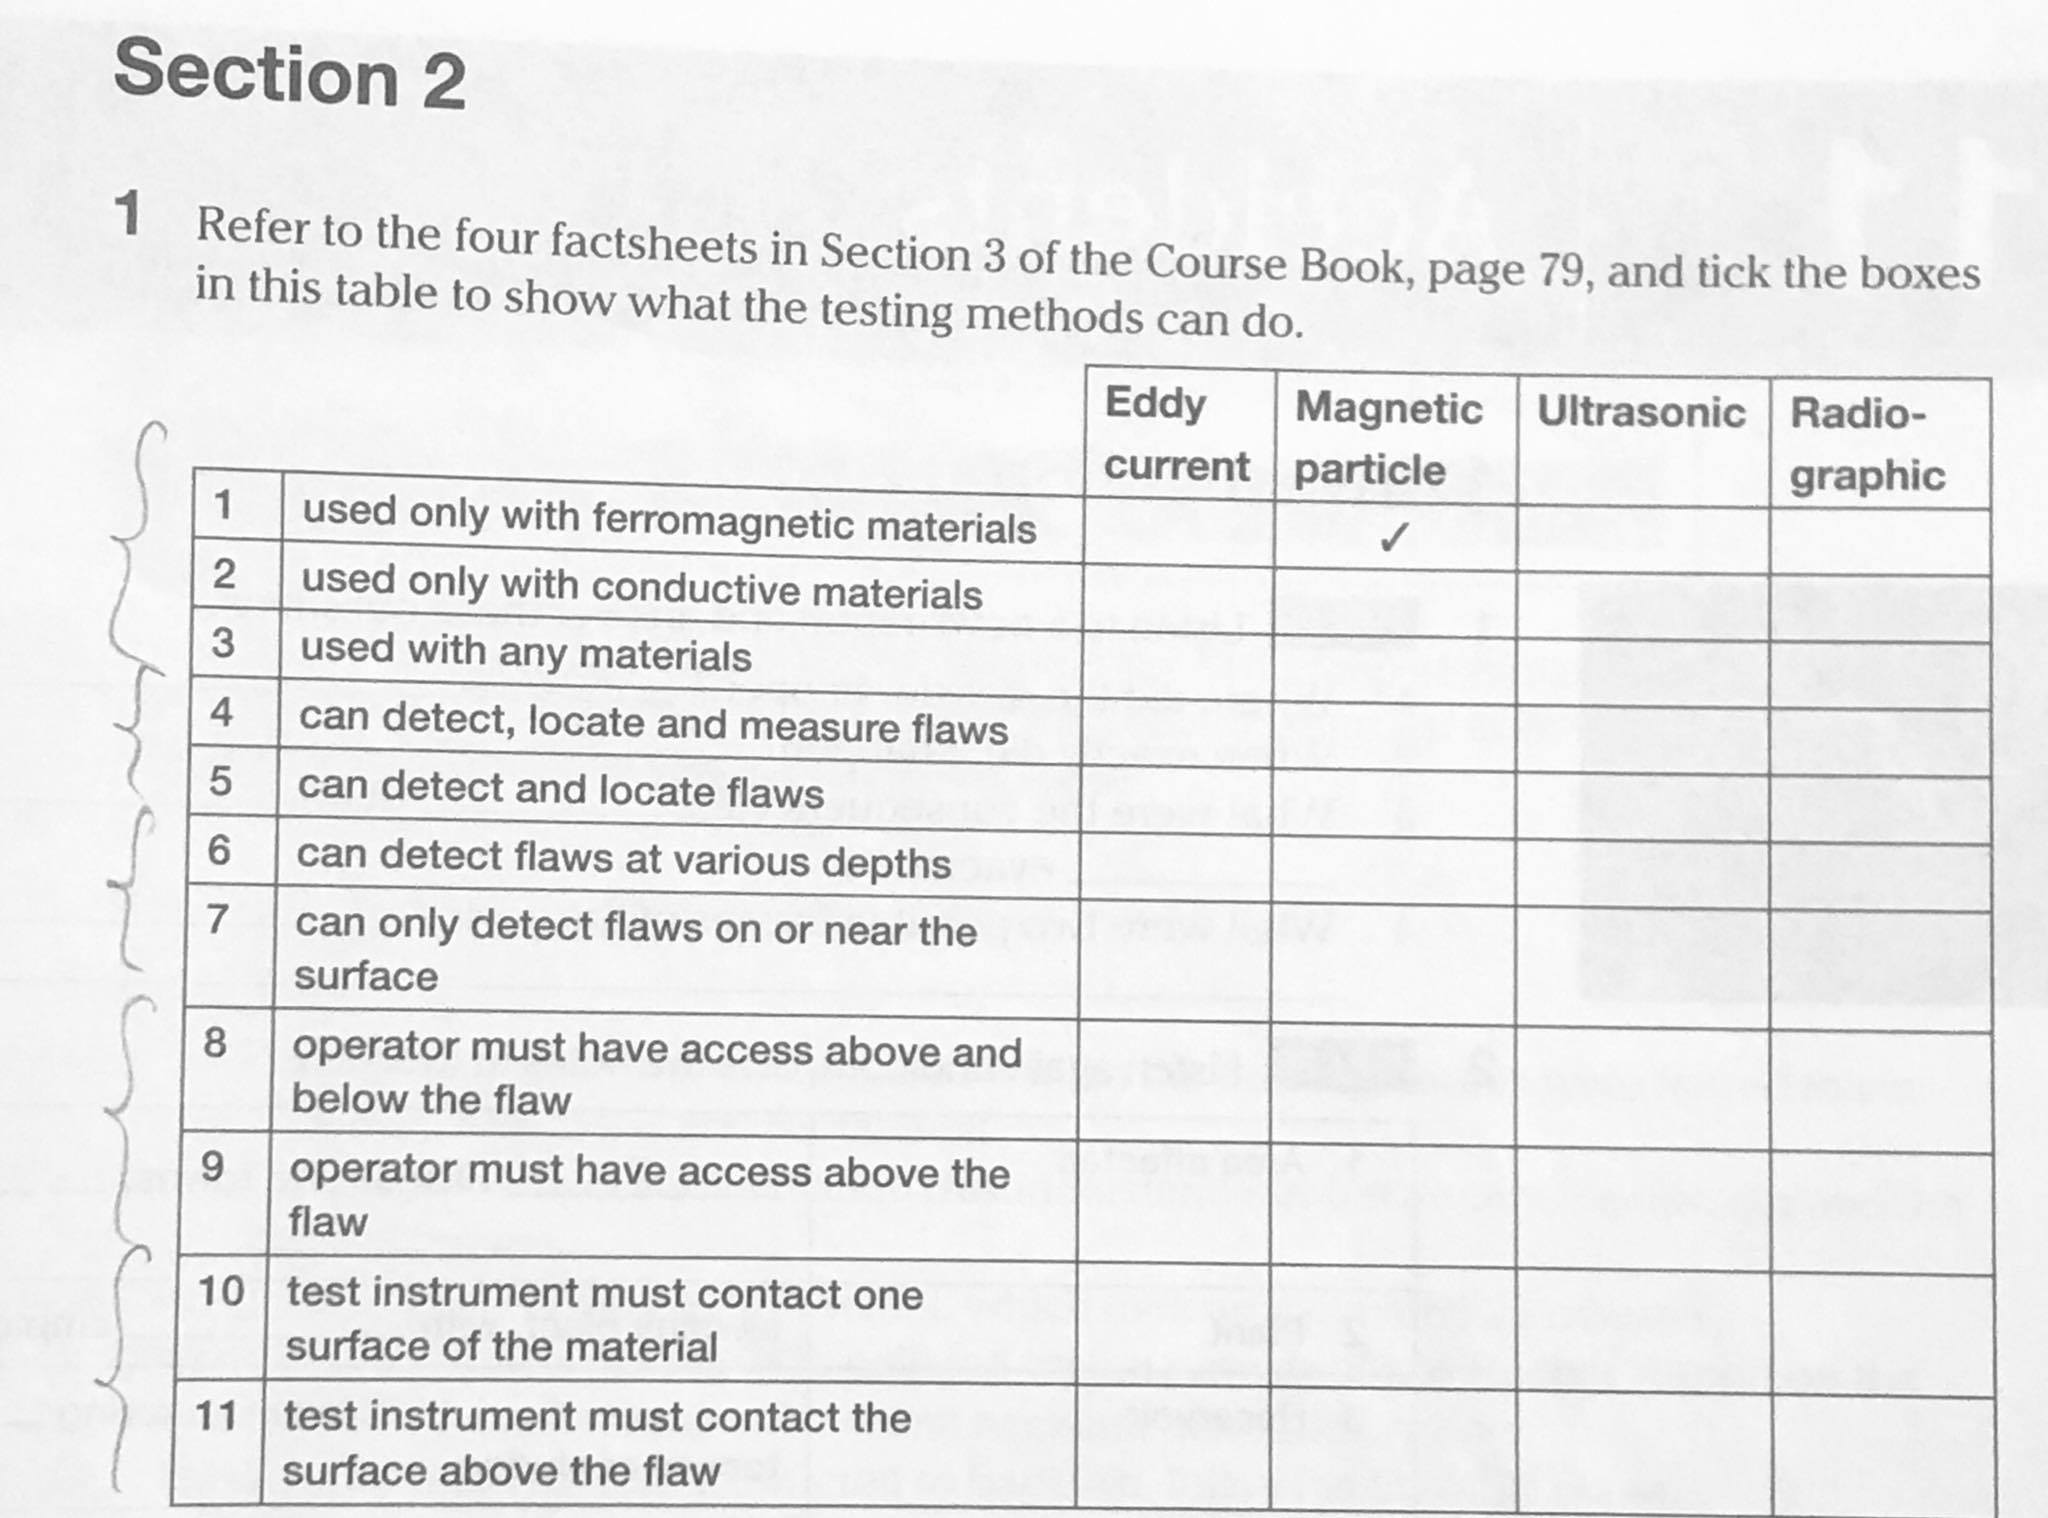 Section 2
1 Refer to the four factsheets in Section 3 of the Course Book, page 79, and tick the boxes
in this table to show what the testing methods can do.
Eddy Magnetic Ultrasonic Radio-
current particle graphic
1 used only with ferromagnetic materials ✓
2 used only with conductive materials
3 used with any materials
4 can detect, locate and measure flaws
5 can detect and locate flaws
6 can detect flaws at various depths
7 can only detect flaws on or near the
surface
8 operator must have access above and
below the flaw
9 operator must have access above the
flaw
10 test instrument must contact one
surface of the material
11 test instrument must contact the
surface above the flaw